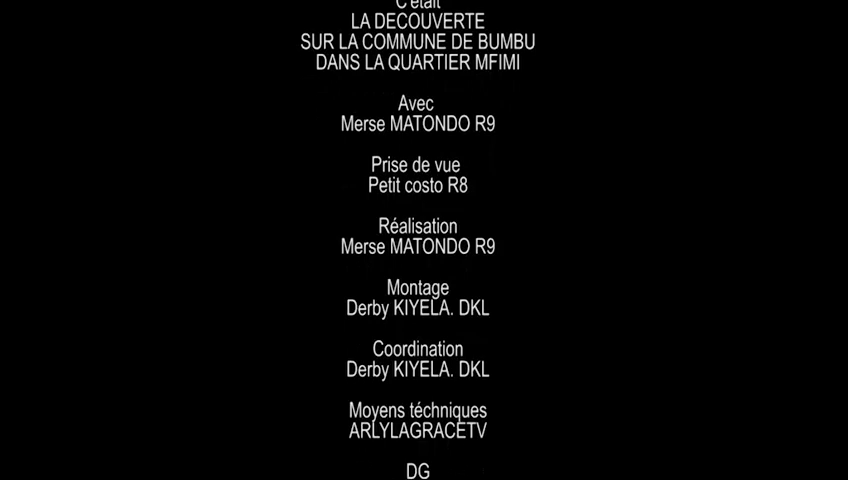 C'était
LA DECOUVERTE
SUR LA COMMUNE DE BUMBU
DANS LA QUARTIER MFIMI
Avec
Merse MATONDO R9
Prise de vue
Petit costo R8
Réalisation
Merse MATONDO R9
Montage
Derby KIYELA. DKL
Coordination
Derby KIYELA. DKL
Moyens téchniques
ARLYLAGRACETV
DG